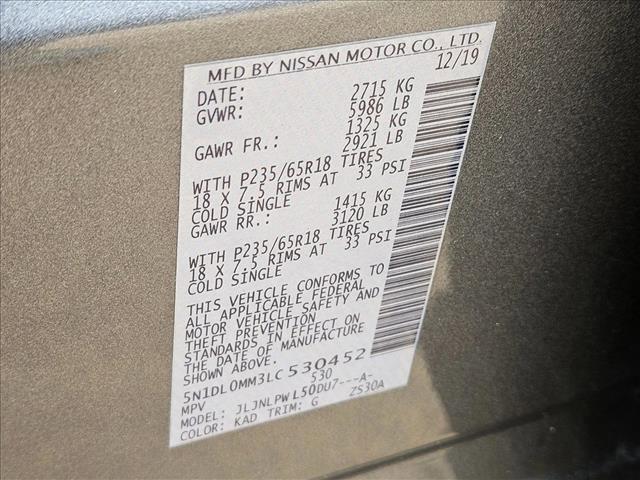 MFD BY NISSAN MOTOR CO., LTD.
DATE: 12/19
GVWR: 2715 KG
5986 LB
GAWR FR.: 1325 KG
2921 LB
WITH P235/65R18 TIRES
18 X 7.5 RIMS AT 33 PSI
COLD SINGLE
GAWR RR.: 1415 KG
3120 LB
WITH P235/65R18 TIRES
18 X 7.5 RIMS AT 33 PSI
COLD SINGLE
THIS VEHICLE CONFORMS TO
ALL APPLICABLE FEDERAL
MOTOR VEHICLE SAFETY AND
THEFT PREVENTION
STANDARDS IN EFFECT ON
THE DATE OF MANUFACTURE
SHOWN ABOVE.
5N1DL0MM3LC530452
MPV 530
MODEL: JLJNLPWL50DU7---A-
COLOR: KAD TRIM: G ZS30A